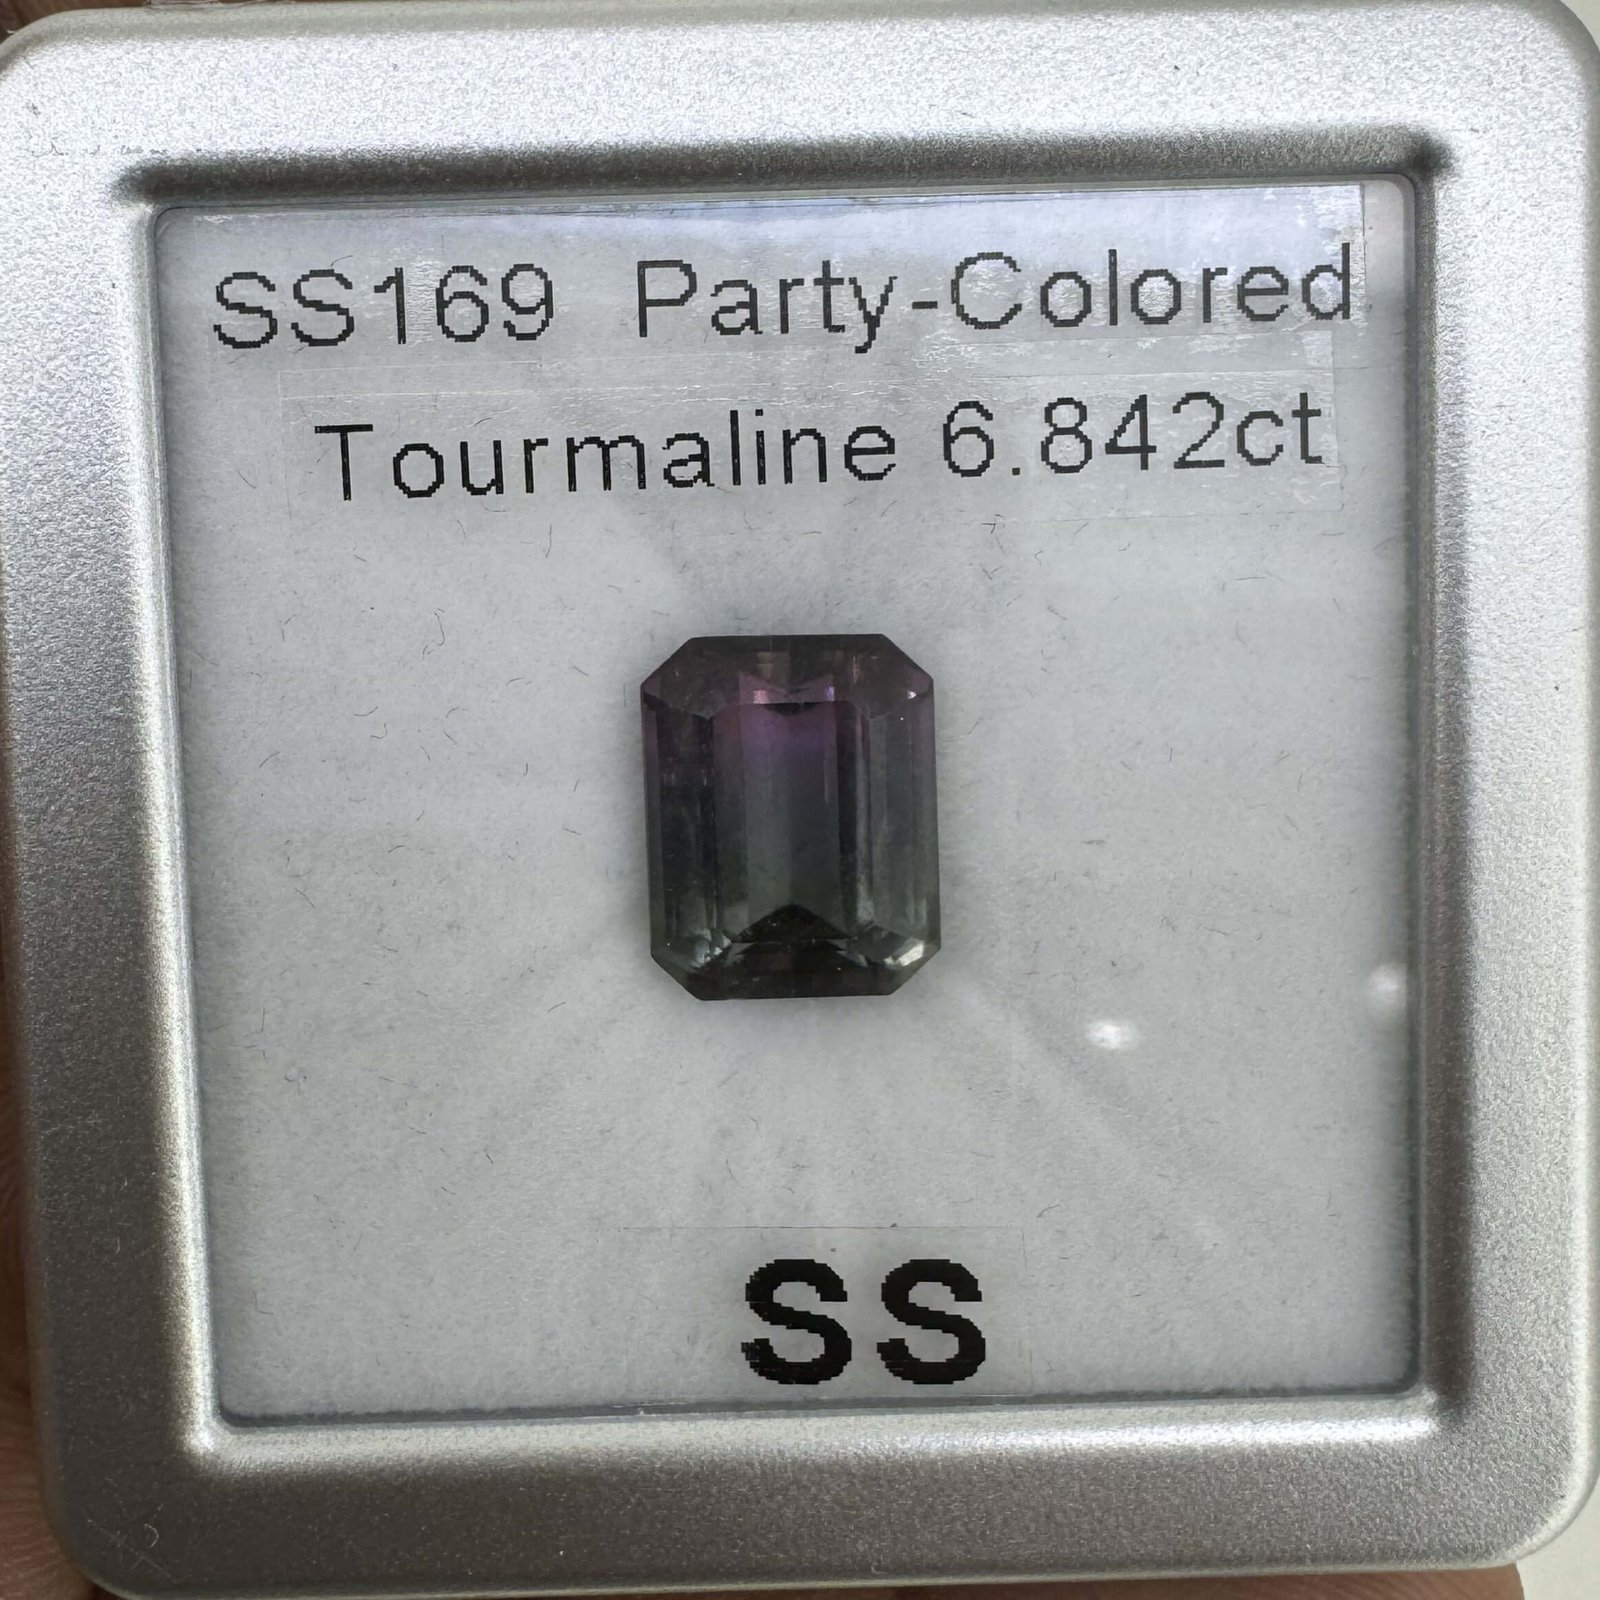 SS169 Party-Colored
Tourmaline 6.842ct
SS